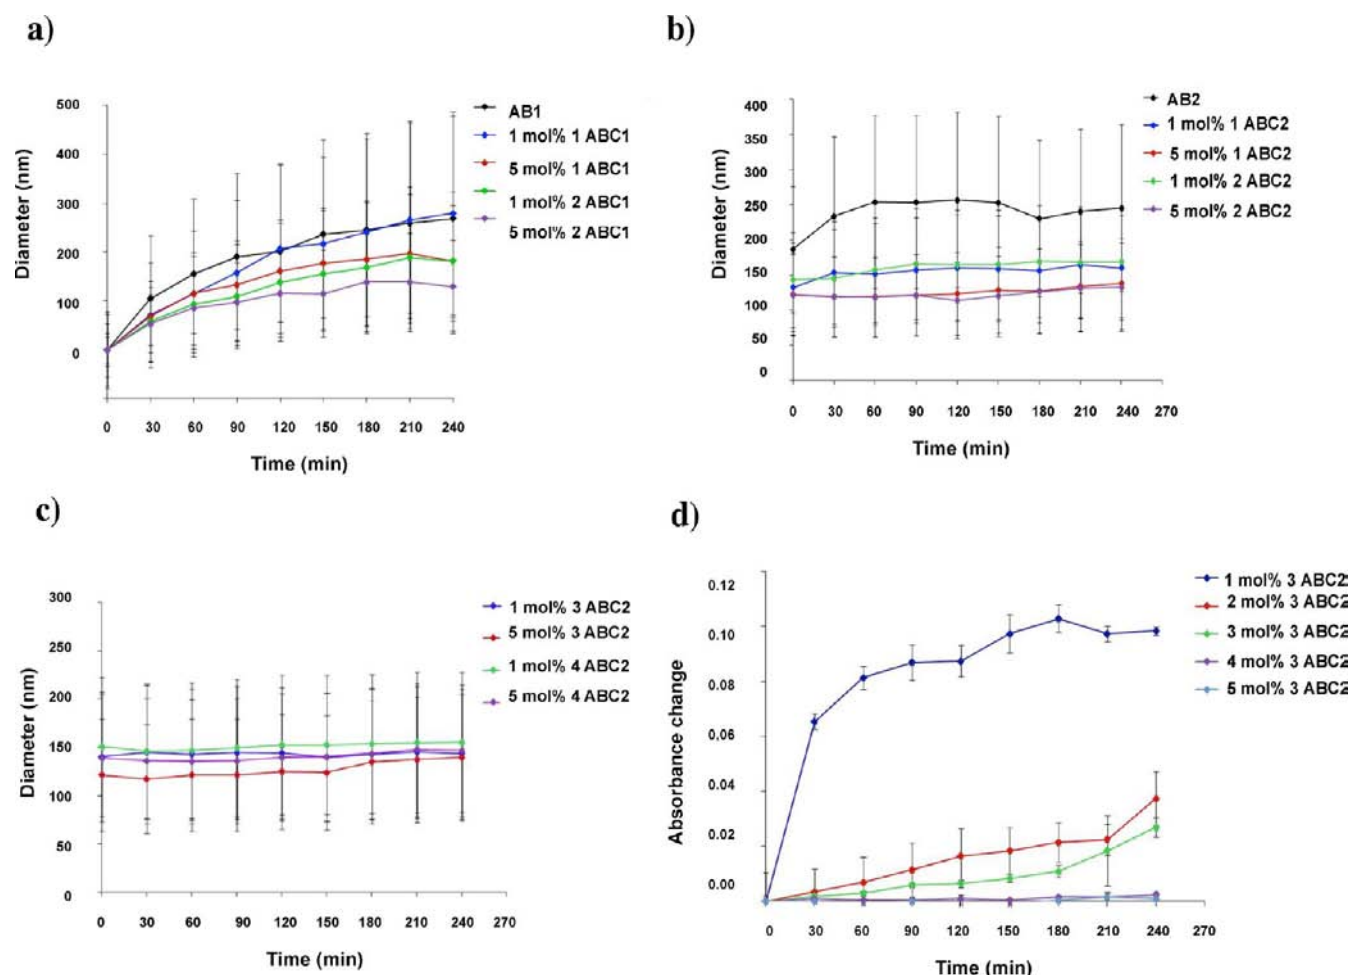 a)
500
400
300
200
100
0
Diameter (nm)
0 30 60 90 120 150 180 210 240
Time (min)
AB1
1 mol% 1 ABC1
5 mol% 1 ABC1
1 mol% 2 ABC1
5 mol% 2 ABC1
b)
400
350
300
250
200
150
100
50
0
Diameter (nm)
0 30 60 90 120 150 180 210 240 270
Time (min)
AB2
1 mol% 1 ABC2
5 mol% 1 ABC2
1 mol% 2 ABC2
5 mol% 2 ABC2
c)
300
250
200
150
100
50
0
Diameter (nm)
0 30 60 90 120 150 180 210 240 270
Time (min)
1 mol% 3 ABC2
5 mol% 3 ABC2
1 mol% 4 ABC2
5 mol% 4 ABC2
d)
0.12
0.10
0.08
0.06
0.04
0.02
0.00
Absorbance change
0 30 60 90 120 150 180 210 240 270
Time (min)
1 mol% 3 ABC2
2 mol% 3 ABC2
3 mol% 3 ABC2
4 mol% 3 ABC2
5 mol% 3 ABC2